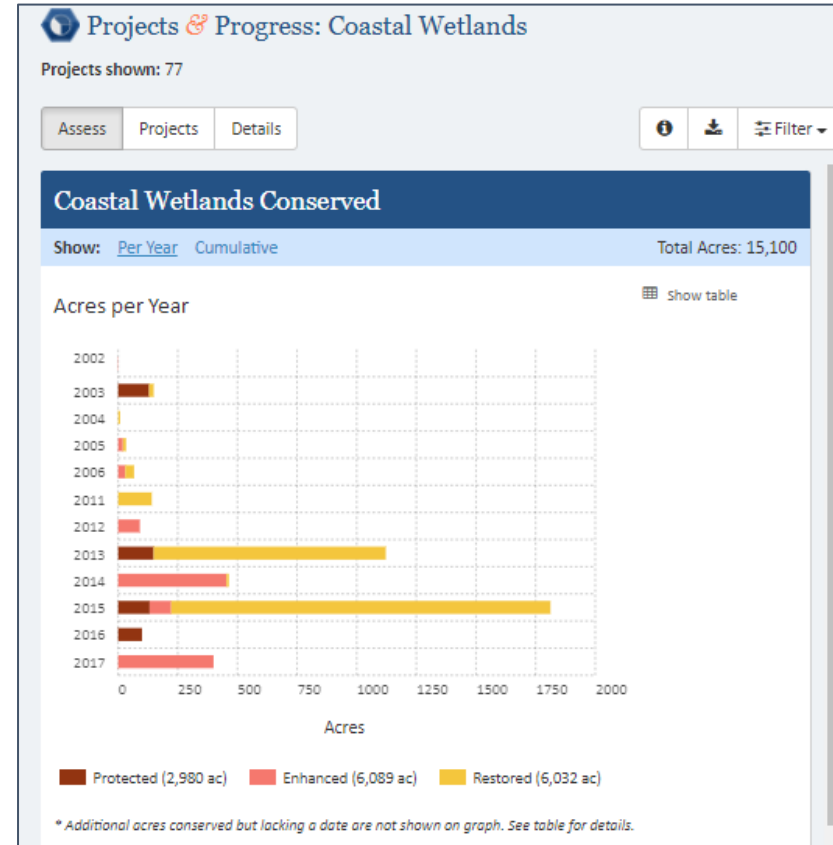 Projects & Progress: Coastal Wetlands
Projects shown: 77
Assess Projects Details Filter
Coastal Wetlands Conserved
Show: Per Year Cumulative Total Acres: 15,100
Show table
Acres per Year
2002
2003
2004
2005
2006
2011
2012
2013
2014
2015
2016
2017
0 250 500 750 1000 1250 1500 1750 2000
Acres
Protected (2,980 ac) Enhanced (6,089 ac) Restored (6,032 ac)
* Additional acres conserved but lacking a date are not shown on graph. See table for details.